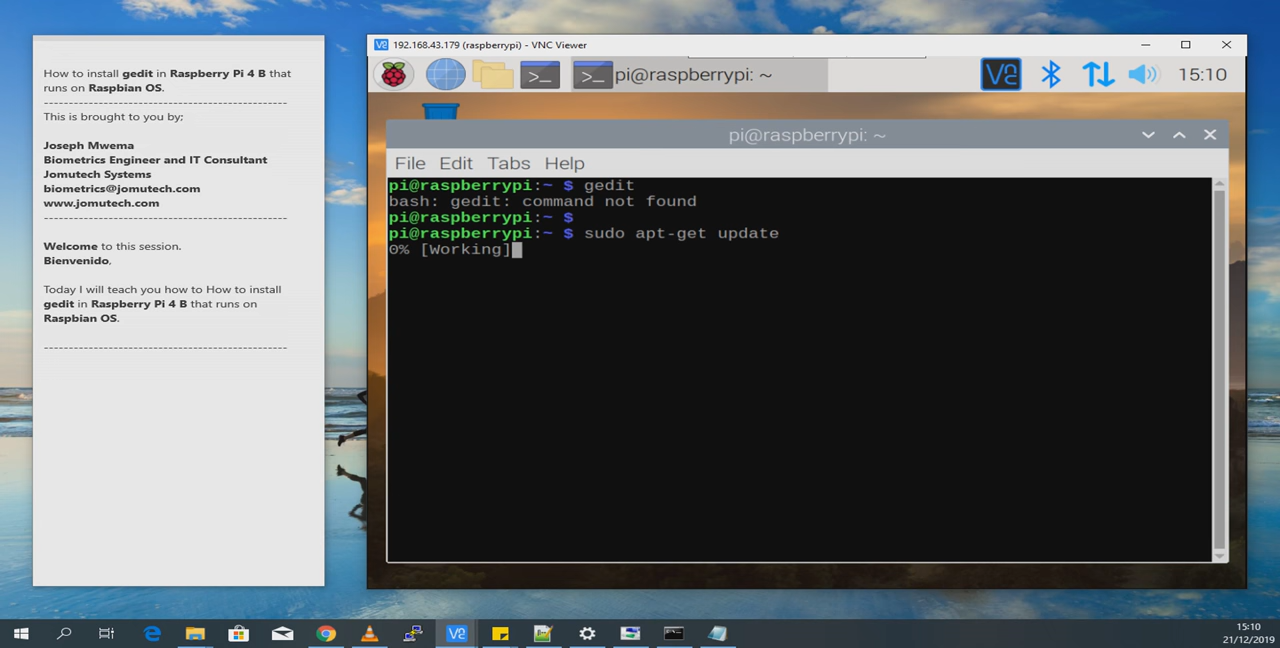 How to install gedit in Raspberry Pi 4 B that
runs on Raspbian OS.
-------------------------------------------------
This is brought to you by;
Joseph Mwema
Biometrics Engineer and IT Consultant
Jomutech Systems
biometrics@jomutech.com
www.jomutech.com
-------------------------------------------------
Welcome to this session.
Bienvenido,
Today I will teach you how to How to install
gedit in Raspberry Pi 4 B that runs on
Raspbian OS.
-------------------------------------------------
192.168.43.179 (raspberrypi) - VNC Viewer
pi@raspberrypi: ~
15:10
pi@raspberrypi: ~
File Edit Tabs Help
pi@raspberrypi:~ $ gedit
bash: gedit: command not found
pi@raspberrypi:~ $
pi@raspberrypi:~ $ sudo apt-get update
0% [Working]
15:10
21/12/2019